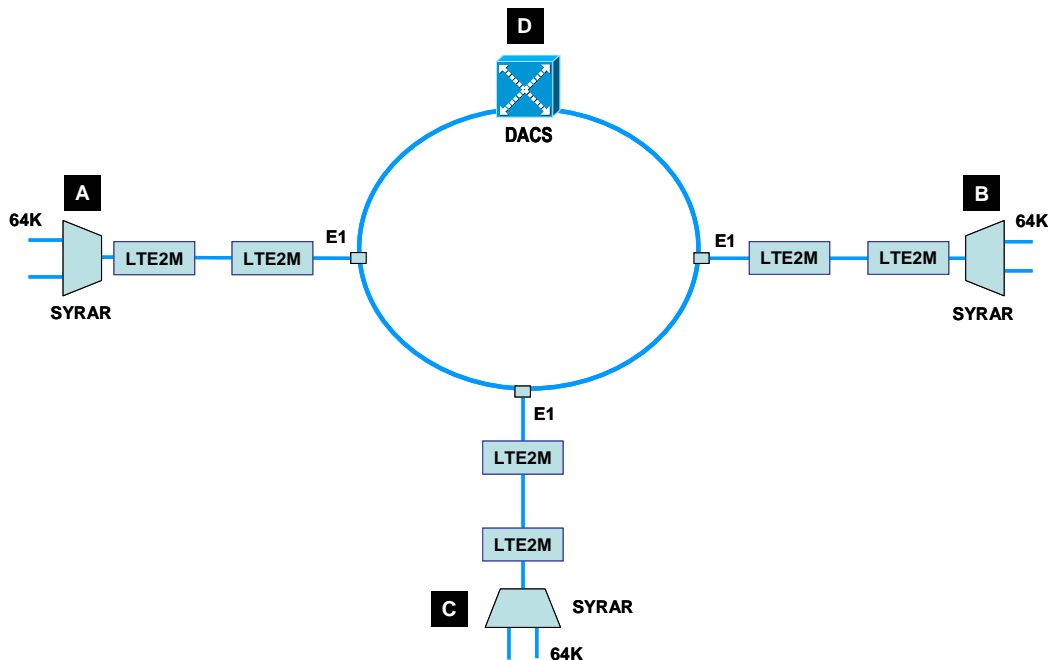 D
DACS
A
64K
LTE2M
LTE2M
E1
SYRAR
B
64K
E1
LTE2M
LTE2M
SYRAR
E1
LTE2M
LTE2M
C
SYRAR
64K